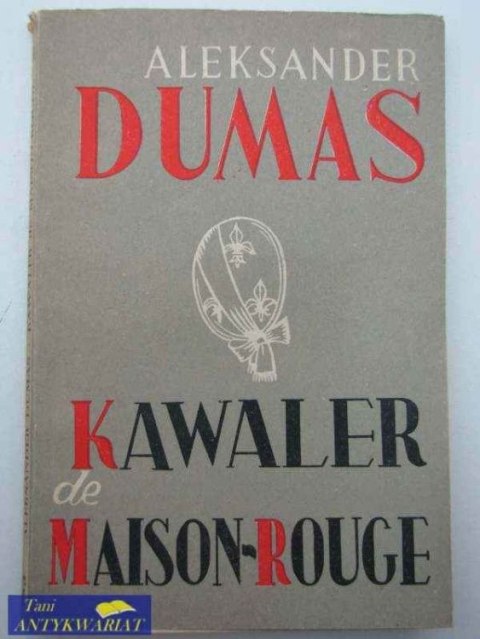 ALEKSANDER
DUMAS
KAWALER
de
MAISON-ROUGE
Tani
ANTYKWARIAT